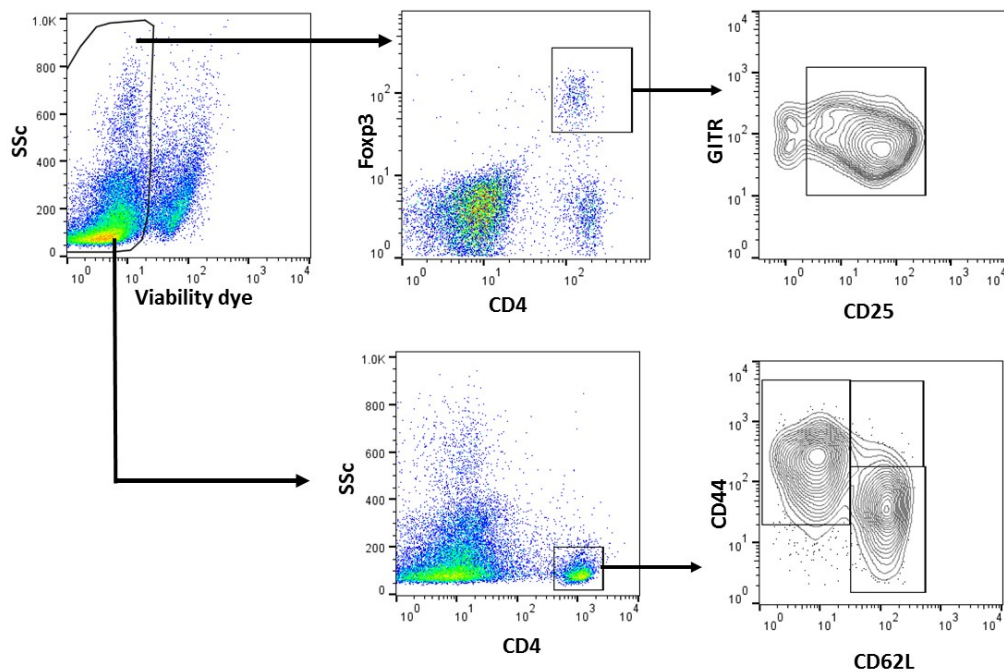 1.0K
800
600
400
200
0
SSc
10⁰ 10¹ 10² 10³ 10⁴
Viability dye
10²
10¹
10⁰
Foxp3
10⁰ 10¹ 10²
CD4
10⁴
10³
10²
10¹
10⁰
GITR
10⁰ 10¹ 10² 10³ 10⁴
CD25
1.0K
800
600
400
200
0
SSc
10⁰ 10¹ 10² 10³ 10⁴
CD4
10⁴
10³
10²
10¹
10⁰
CD44
10⁰ 10¹ 10² 10³ 10⁴
CD62L